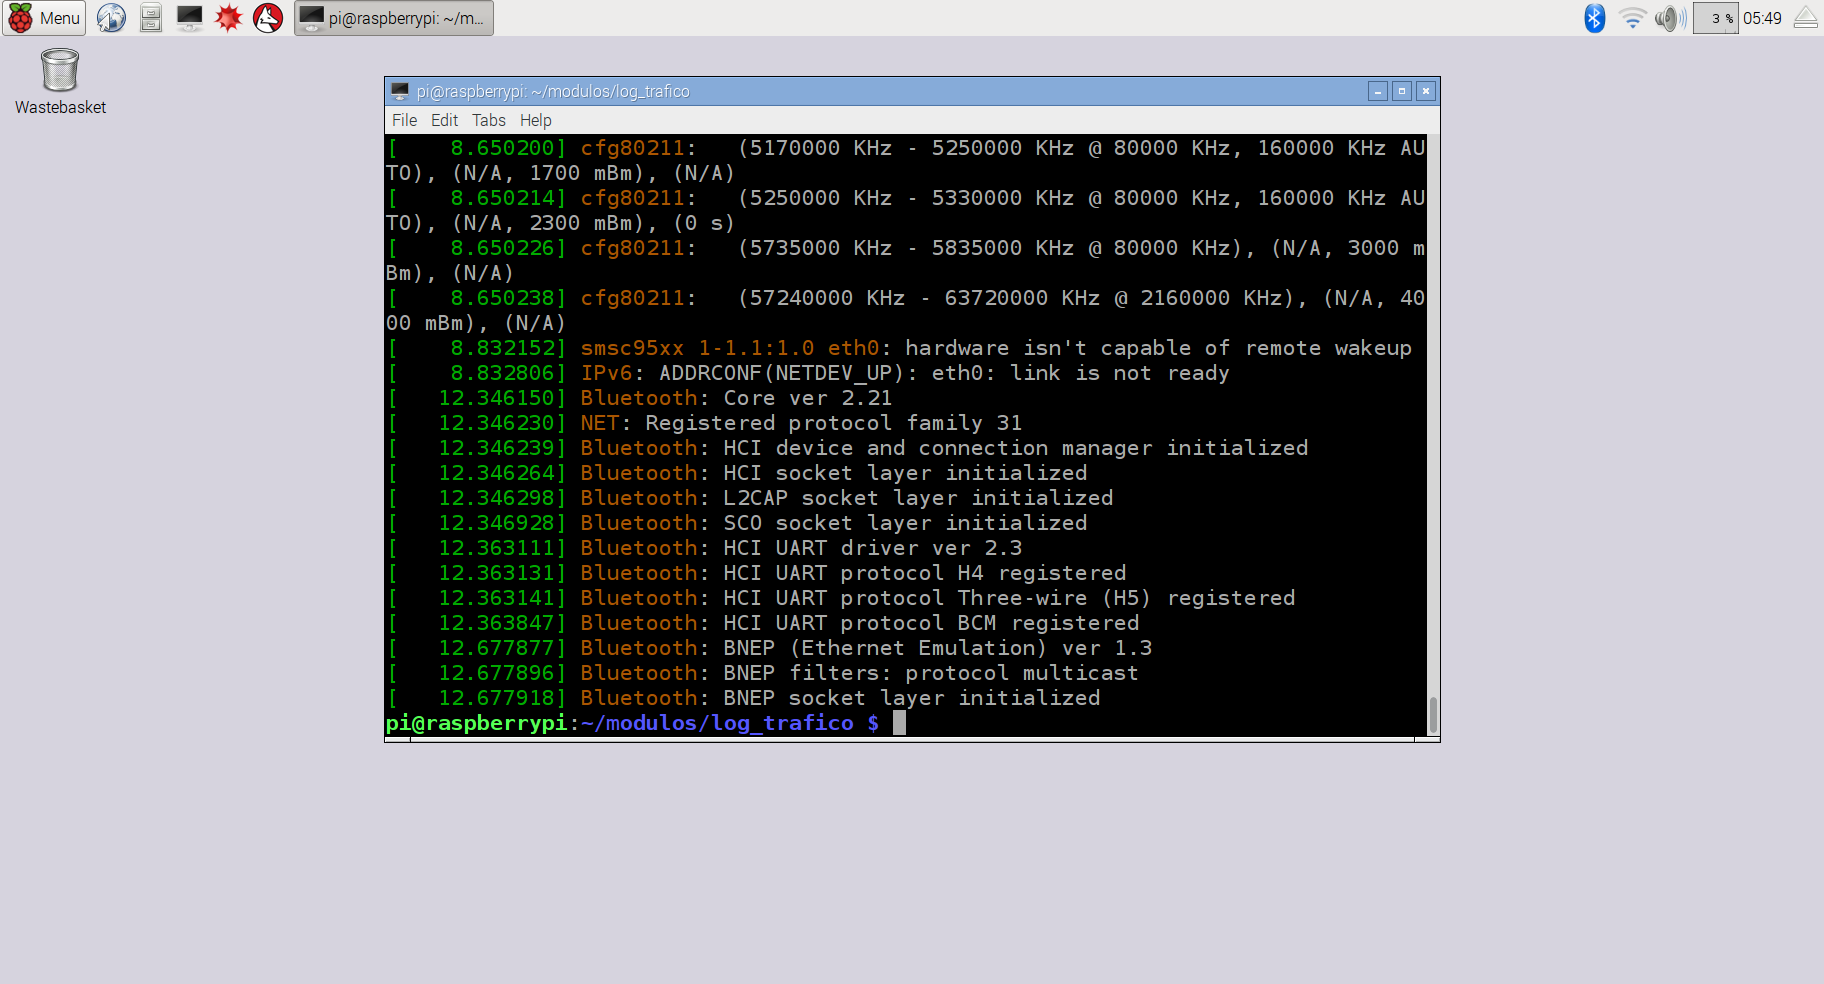 Menu
pi@raspberrypi: ~/m...
3 %
05:49
Wastebasket
pi@raspberrypi: ~/modulos/log_trafico
File Edit Tabs Help
[    8.650200] cfg80211:   (5170000 KHz - 5250000 KHz @ 80000 KHz, 160000 KHz AU
TO), (N/A, 1700 mBm), (N/A)
[    8.650214] cfg80211:   (5250000 KHz - 5330000 KHz @ 80000 KHz, 160000 KHz AU
TO), (N/A, 2300 mBm), (0 s)
[    8.650226] cfg80211:   (5735000 KHz - 5835000 KHz @ 80000 KHz), (N/A, 3000 m
Bm), (N/A)
[    8.650238] cfg80211:   (57240000 KHz - 63720000 KHz @ 2160000 KHz), (N/A, 40
00 mBm), (N/A)
[    8.832152] smsc95xx 1-1.1:1.0 eth0: hardware isn't capable of remote wakeup
[    8.832806] IPv6: ADDRCONF(NETDEV_UP): eth0: link is not ready
[   12.346150] Bluetooth: Core ver 2.21
[   12.346230] NET: Registered protocol family 31
[   12.346239] Bluetooth: HCI device and connection manager initialized
[   12.346264] Bluetooth: HCI socket layer initialized
[   12.346298] Bluetooth: L2CAP socket layer initialized
[   12.346928] Bluetooth: SCO socket layer initialized
[   12.363111] Bluetooth: HCI UART driver ver 2.3
[   12.363131] Bluetooth: HCI UART protocol H4 registered
[   12.363141] Bluetooth: HCI UART protocol Three-wire (H5) registered
[   12.363847] Bluetooth: HCI UART protocol BCM registered
[   12.677877] Bluetooth: BNEP (Ethernet Emulation) ver 1.3
[   12.677896] Bluetooth: BNEP filters: protocol multicast
[   12.677918] Bluetooth: BNEP socket layer initialized
pi@raspberrypi:~/modulos/log_trafico $